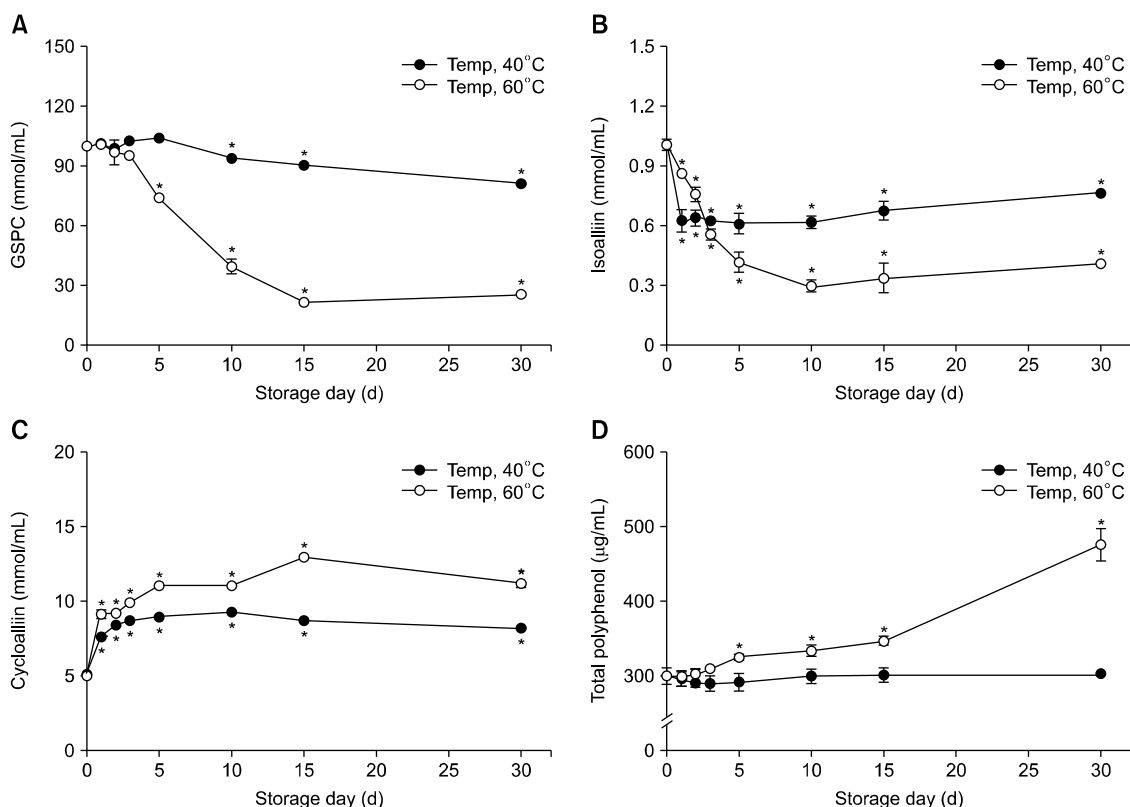 A
150
120
90
60
30
0
GSPC (mmol/mL)
Temp, 40°C
Temp, 60°C
* * * * * * *
0 5 10 15 20 25 30
Storage day (d)
B
1.5
1.2
0.9
0.6
0.3
0
Isoalliin (mmol/mL)
Temp, 40°C
Temp, 60°C
* * * * * * * * * * * * * *
0 5 10 15 20 25 30
Storage day (d)
C
20
15
10
5
0
Cycloalliin (mmol/mL)
Temp, 40°C
Temp, 60°C
* * * * * * * * * * * * * *
0 5 10 15 20 25 30
Storage day (d)
D
600
500
400
300
0
Total polyphenol (μg/mL)
Temp, 40°C
Temp, 60°C
* * * *
0 5 10 15 20 25 30
Storage day (d)